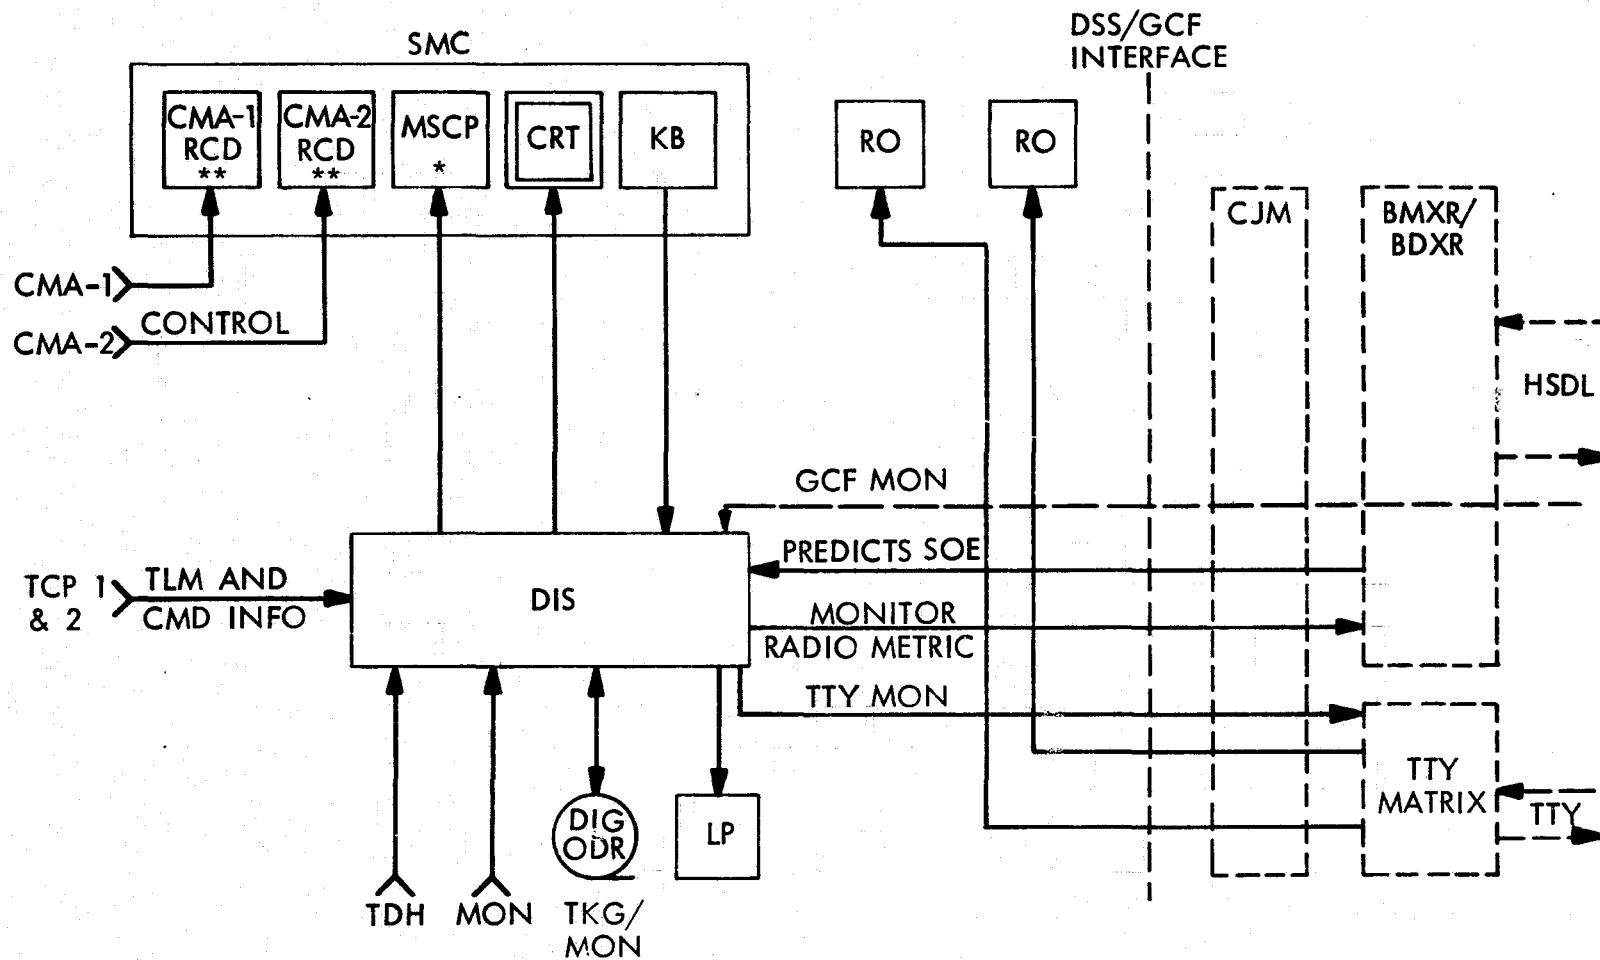 SMC
DSS/GCF
INTERFACE
CMA-1
RCD
**
CMA-2
RCD
**
MSCP
*
CRT
KB
RO
RO
CJM
BMXR/
BDXR
CMA-1
CONTROL
CMA-2
HSDL
GCF MON
PREDICTS SOE
TCP 1
& 2
TLM AND
CMD INFO
DIS
MONITOR
RADIO METRIC
TTY MON
TTY
MATRIX
TTY
DIG
ODR
LP
TDH
MON
TKG/
MON